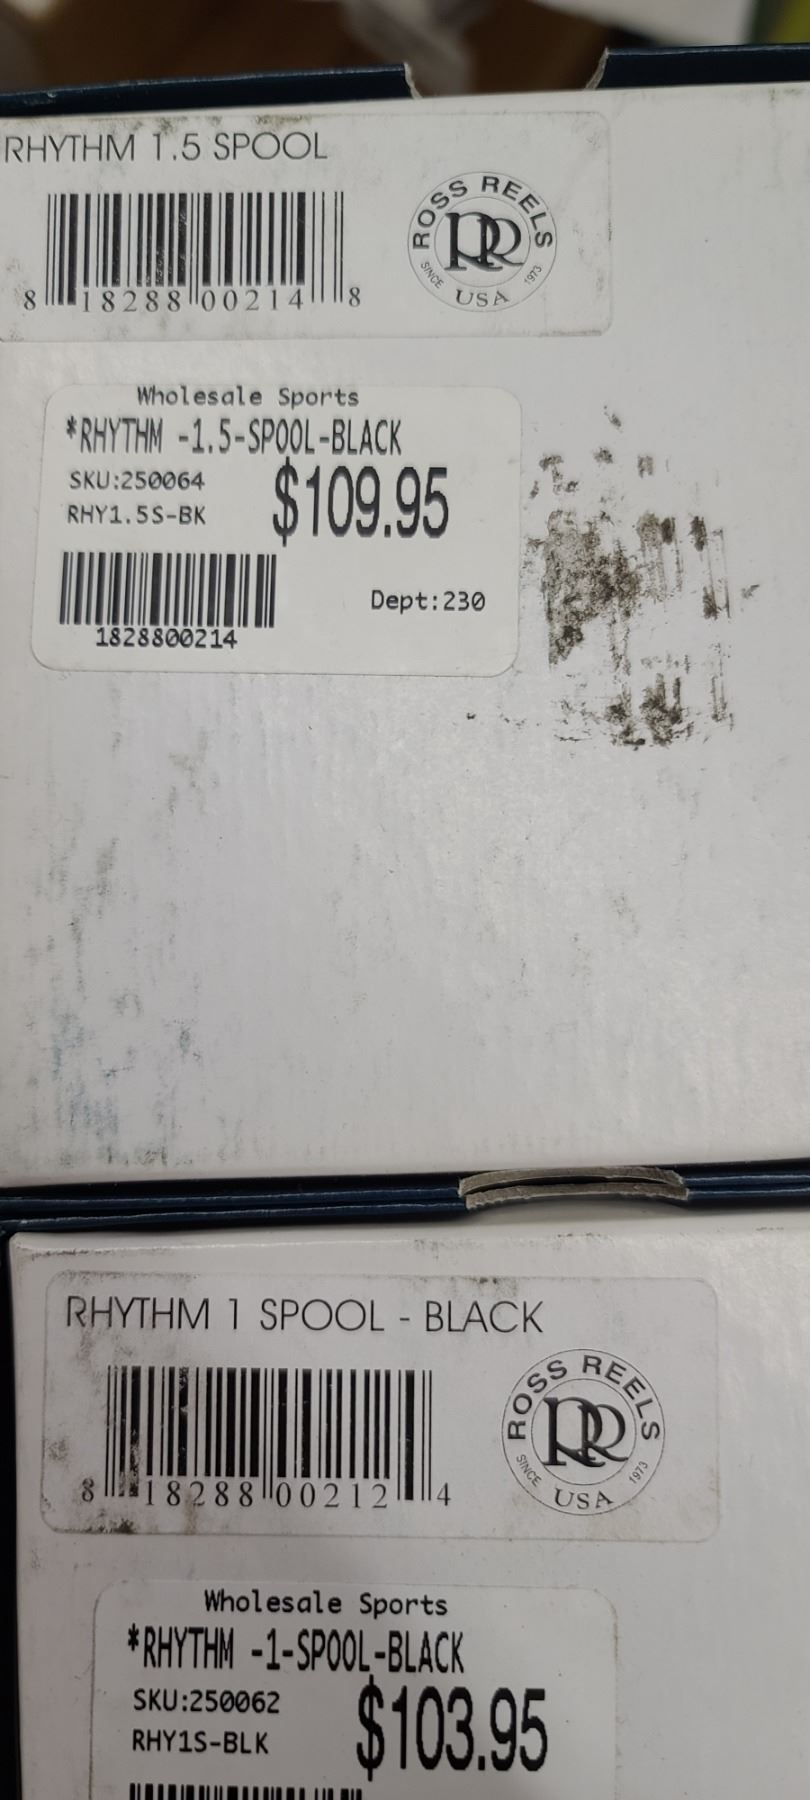 RHYTHM 1.5 SPOOL
8 18288 00214 8
ROSS REELS
RR
SINCE 1973
USA
Wholesale Sports
*RHYTHM -1.5-SPOOL-BLACK
SKU:250064
$109.95
RHY1.5S-BK
Dept:230
1828800214
RHYTHM 1 SPOOL - BLACK
8 18288 00212 4
ROSS REELS
RR
SINCE 1973
USA
Wholesale Sports
*RHYTHM -1-SPOOL-BLACK
SKU:250062
$103.95
RHY1S-BLK